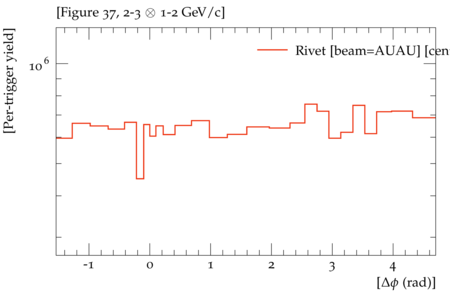 [Figure 37, 2-3 ⊗ 1-2 GeV/c]
[Per-trigger yield]
10⁶
Rivet [beam=AUAU] [cen
-1 0 1 2 3 4
[Δϕ (rad)]